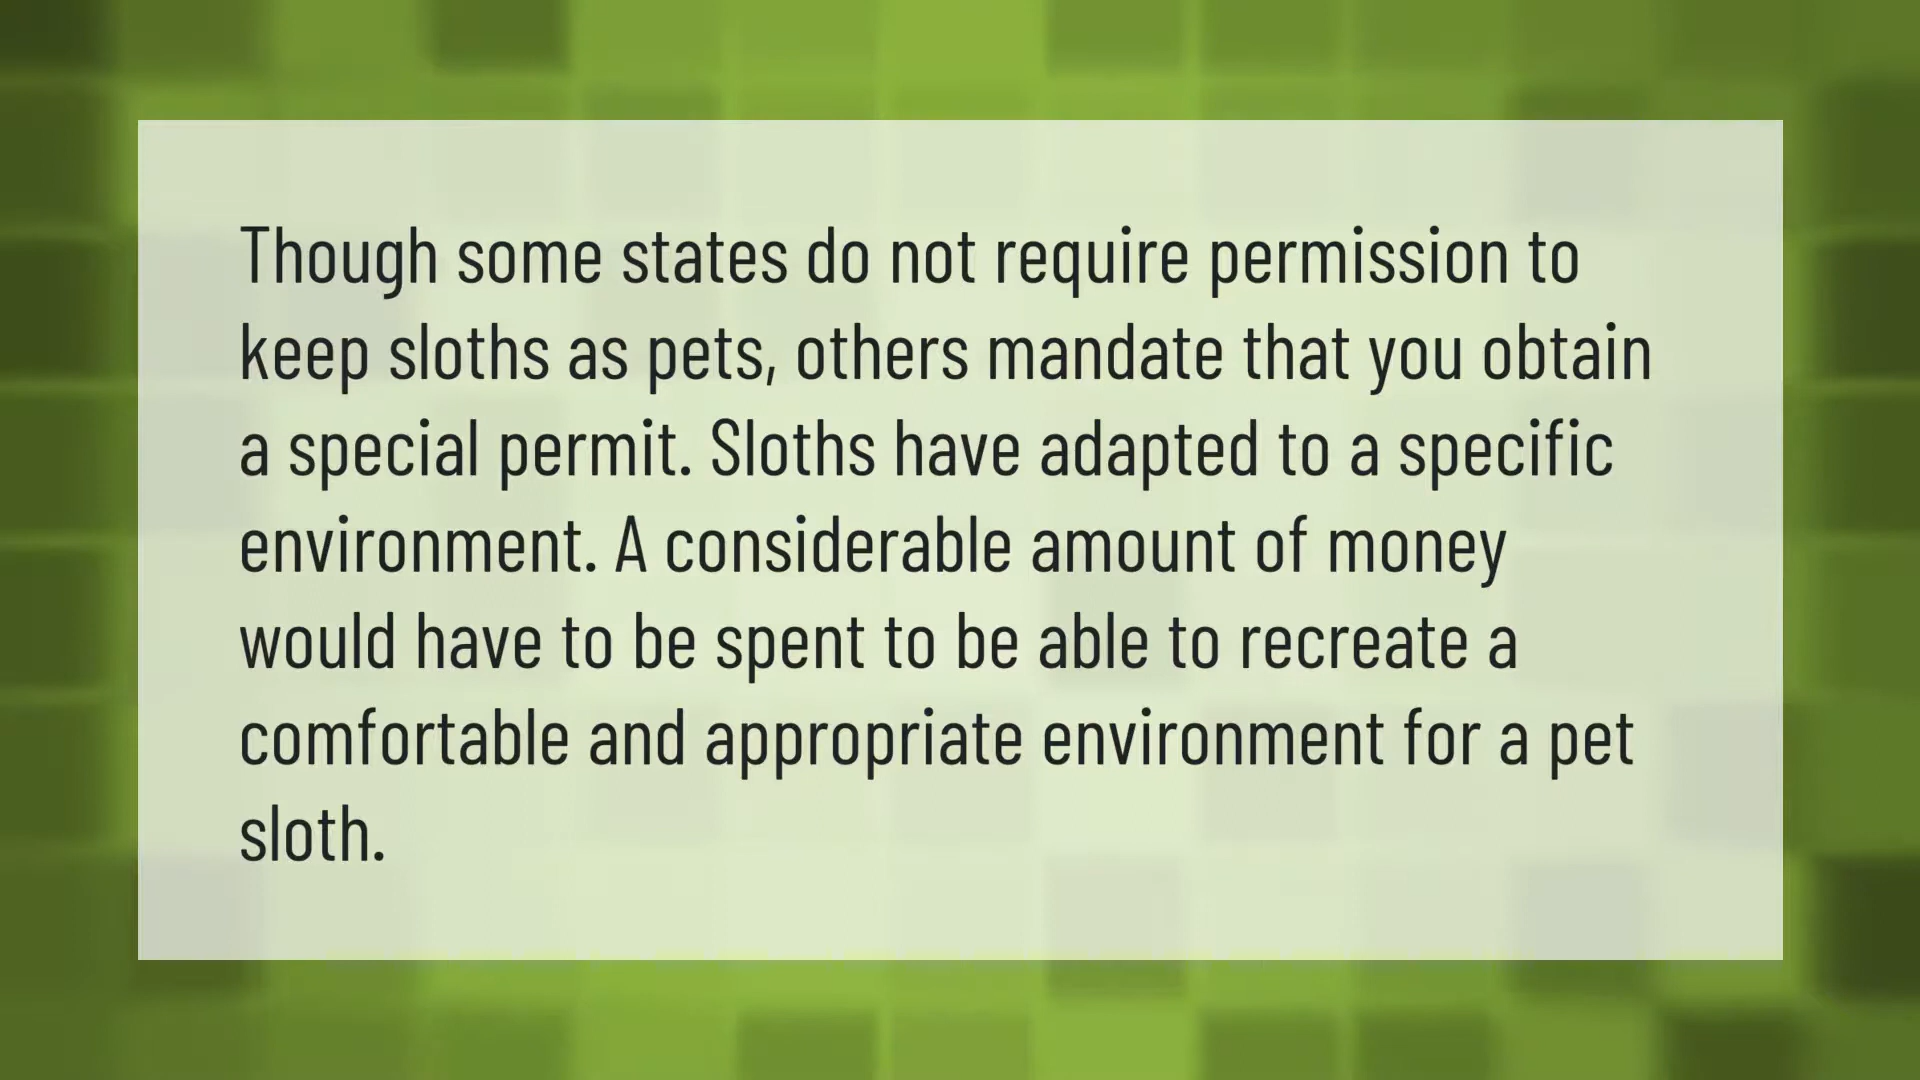 Though some states do not require permission to
keep sloths as pets, others mandate that you obtain
a special permit. Sloths have adapted to a specific
environment. A considerable amount of money
would have to be spent to be able to recreate a
comfortable and appropriate environment for a pet
sloth.